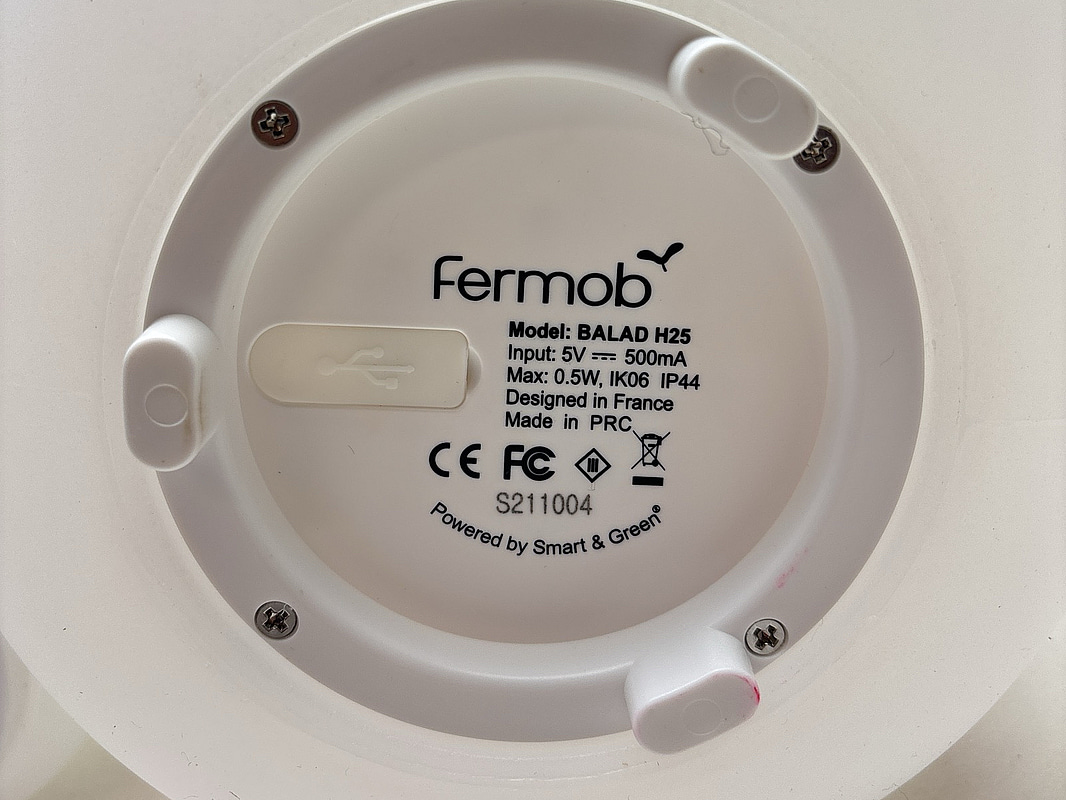 fermob
Model: BALAD H25
Input: 5V ⎓ 500mA
Max: 0.5W, IK06 IP44
Designed in France
Made in PRC
CE FC III
S211004
Powered by Smart & Green®